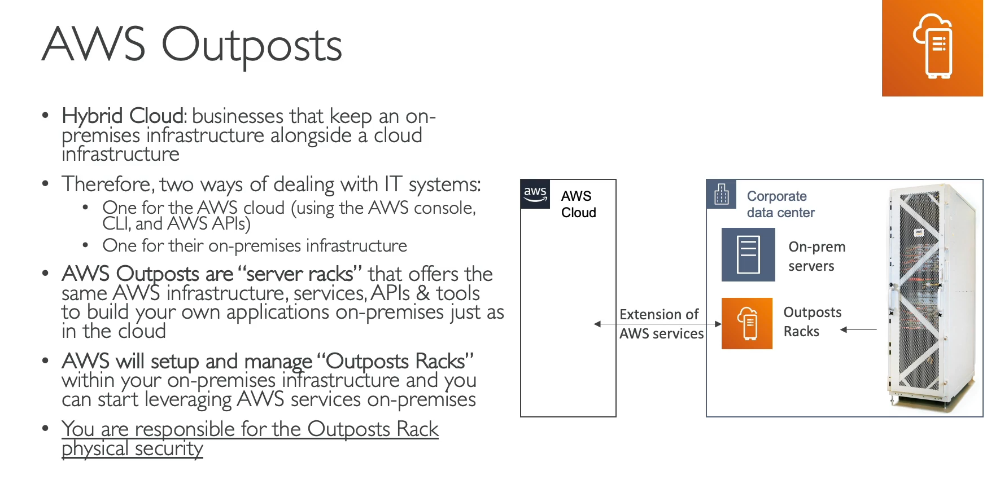 AWS Outposts
• Hybrid Cloud: businesses that keep an on-
premises infrastructure alongside a cloud
infrastructure
• Therefore, two ways of dealing with IT systems:
• One for the AWS cloud (using the AWS console,
CLI, and AWS APIs)
• One for their on-premises infrastructure
• AWS Outposts are “server racks” that offers the
same AWS infrastructure, services, APIs & tools
to build your own applications on-premises just as
in the cloud
• AWS will setup and manage “Outposts Racks”
within your on-premises infrastructure and you
can start leveraging AWS services on-premises
• You are responsible for the Outposts Rack
physical security
aws
AWS
Cloud
Extension of
AWS services
Corporate
data center
On-prem
servers
Outposts
Racks
aws